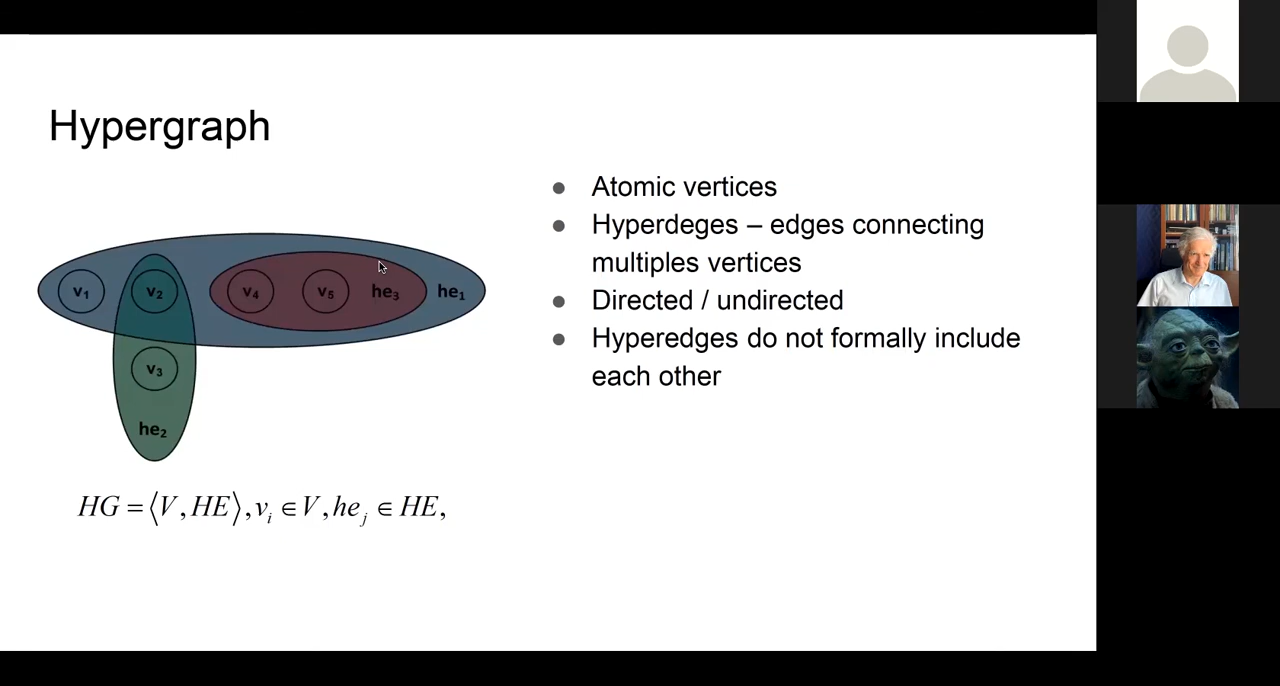 Hypergraph
● Atomic vertices
● Hyperdeges – edges connecting
multiples vertices
● Directed / undirected
● Hyperedges do not formally include
each other
v₁ v₂ v₄ v₅ he₃ he₁
v₃
he₂
HG = ⟨V, HE⟩, vᵢ ∈ V, heⱼ ∈ HE,